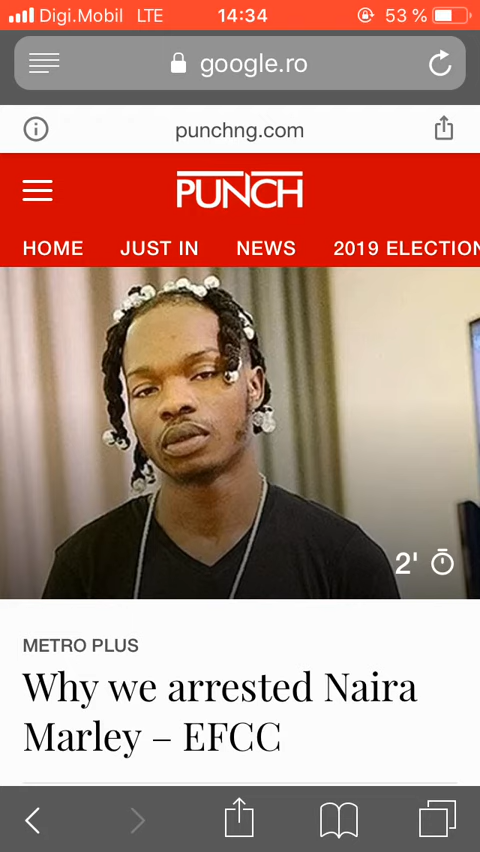 Digi.Mobil LTE 14:34 53 %
google.ro
punchng.com
PUNCH
HOME JUST IN NEWS 2019 ELECTION
2'
METRO PLUS
Why we arrested Naira
Marley – EFCC